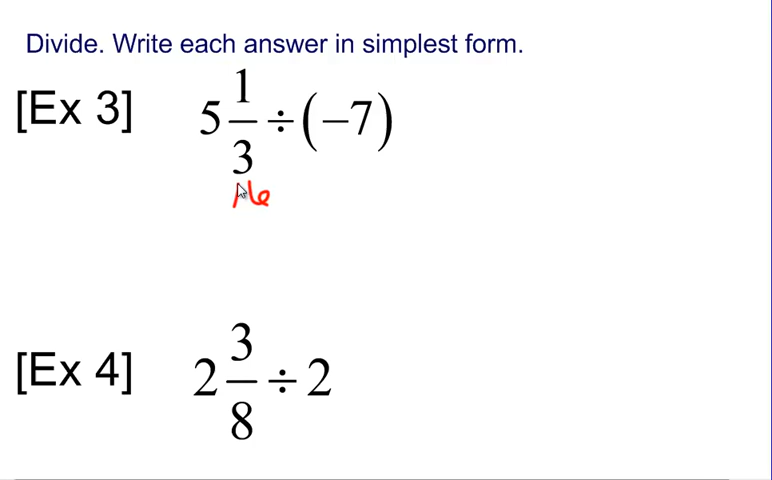 Divide. Write each answer in simplest form.
[Ex 3] 5 1/3 ÷ (−7)
16
[Ex 4] 2 3/8 ÷ 2